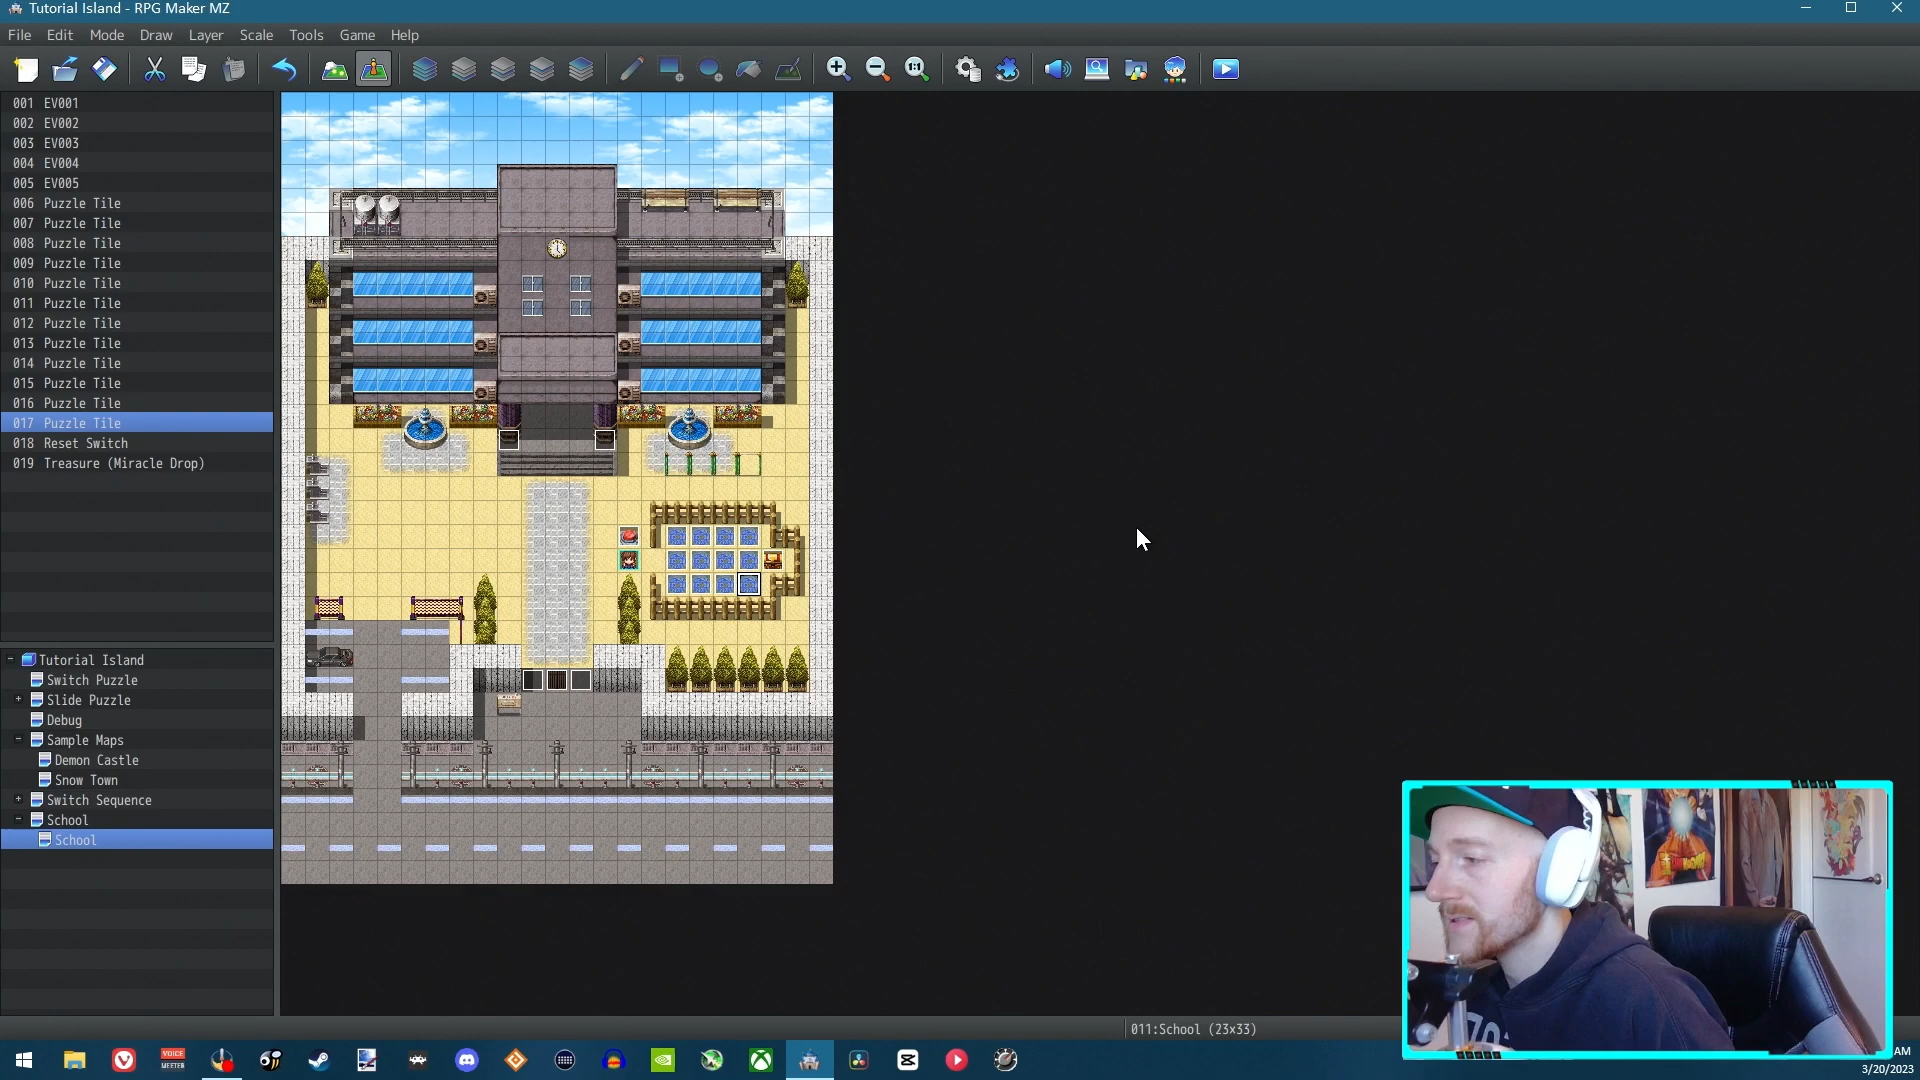 Tutorial Island - RPG Maker MZ
File Edit Mode Draw Layer Scale Tools Game Help
1:1
001 EV001
002 EV002
003 EV003
004 EV004
005 EV005
006 Puzzle Tile
007 Puzzle Tile
008 Puzzle Tile
009 Puzzle Tile
010 Puzzle Tile
011 Puzzle Tile
012 Puzzle Tile
013 Puzzle Tile
014 Puzzle Tile
015 Puzzle Tile
016 Puzzle Tile
017 Puzzle Tile
018 Reset Switch
019 Treasure (Miracle Drop)
Tutorial Island
Switch Puzzle
Slide Puzzle
Debug
Sample Maps
Demon Castle
Snow Town
Switch Sequence
School
School
011:School (23x33)
VOICE
MEETER
AM
3/20/2023